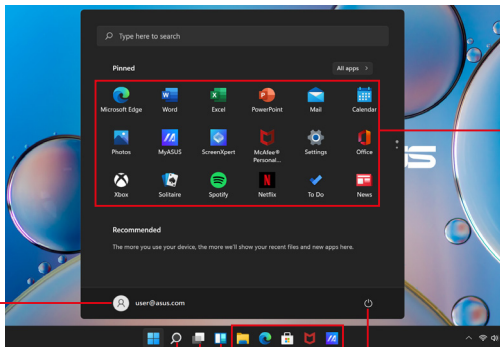 Type here to search
Pinned
All apps >
Microsoft Edge
Word
Excel
PowerPoint
Mail
Calendar
Photos
MyASUS
ScreenXpert
McAfee®
Personal...
Settings
Office
Xbox
Solitaire
Spotify
Netflix
To Do
News
Recommended
The more you use your device, the more we'll show your recent files and new apps here.
user@asus.com